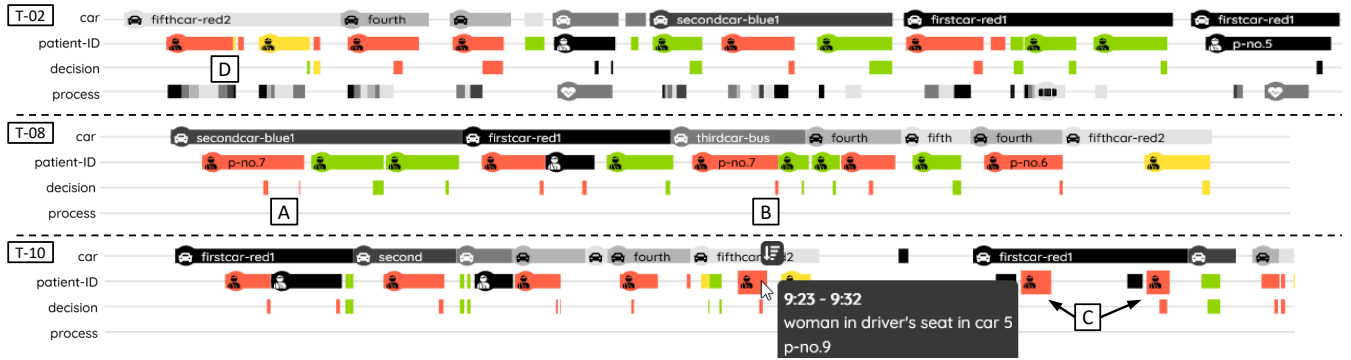 T-02
car
fifthcar-red2
fourth
secondcar-blue1
firstcar-red1
firstcar-red1
patient-ID
p-no.5
decision
D
process
T-08
car
secondcar-blue1
firstcar-red1
thirdcar-bus
fourth
fifth
fourth
fifthcar-red2
patient-ID
p-no.7
p-no.7
p-no.6
decision
A
B
process
T-10
car
firstcar-red1
second
fourth
fifthcar-red2
firstcar-red1
patient-ID
9:23 - 9:32
decision
woman in driver's seat in car 5
C
process
p-no.9